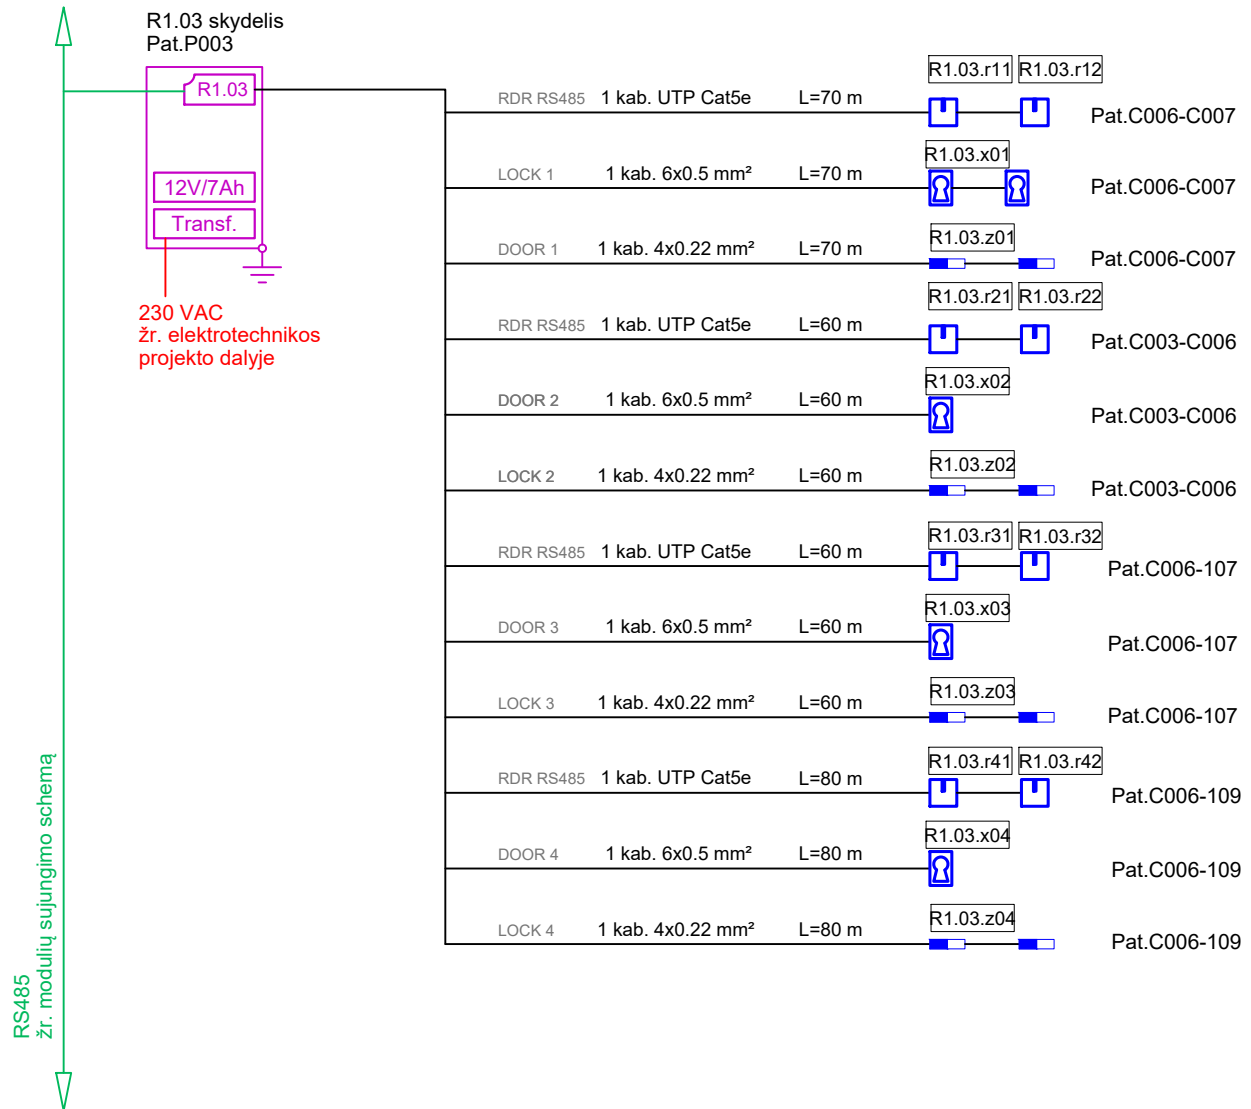 R1.03 skydelis
Pat.P003
R1.03
12V/7Ah
Transf.
230 VAC
žr. elektrotechnikos
projekto dalyje
RS485
žr. modulių sujungimo schemą
R1.03.r11 R1.03.r12
RDR RS485 1 kab. UTP Cat5e L=70 m Pat.C006-C007
R1.03.x01
LOCK 1 1 kab. 6x0.5 mm² L=70 m Pat.C006-C007
R1.03.z01
DOOR 1 1 kab. 4x0.22 mm² L=70 m Pat.C006-C007
R1.03.r21 R1.03.r22
RDR RS485 1 kab. UTP Cat5e L=60 m Pat.C003-C006
R1.03.x02
DOOR 2 1 kab. 6x0.5 mm² L=60 m Pat.C003-C006
R1.03.z02
LOCK 2 1 kab. 4x0.22 mm² L=60 m Pat.C003-C006
R1.03.r31 R1.03.r32
RDR RS485 1 kab. UTP Cat5e L=60 m Pat.C006-107
R1.03.x03
DOOR 3 1 kab. 6x0.5 mm² L=60 m Pat.C006-107
R1.03.z03
LOCK 3 1 kab. 4x0.22 mm² L=60 m Pat.C006-107
R1.03.r41 R1.03.r42
RDR RS485 1 kab. UTP Cat5e L=80 m Pat.C006-109
R1.03.x04
DOOR 4 1 kab. 6x0.5 mm² L=80 m Pat.C006-109
R1.03.z04
LOCK 4 1 kab. 4x0.22 mm² L=80 m Pat.C006-109